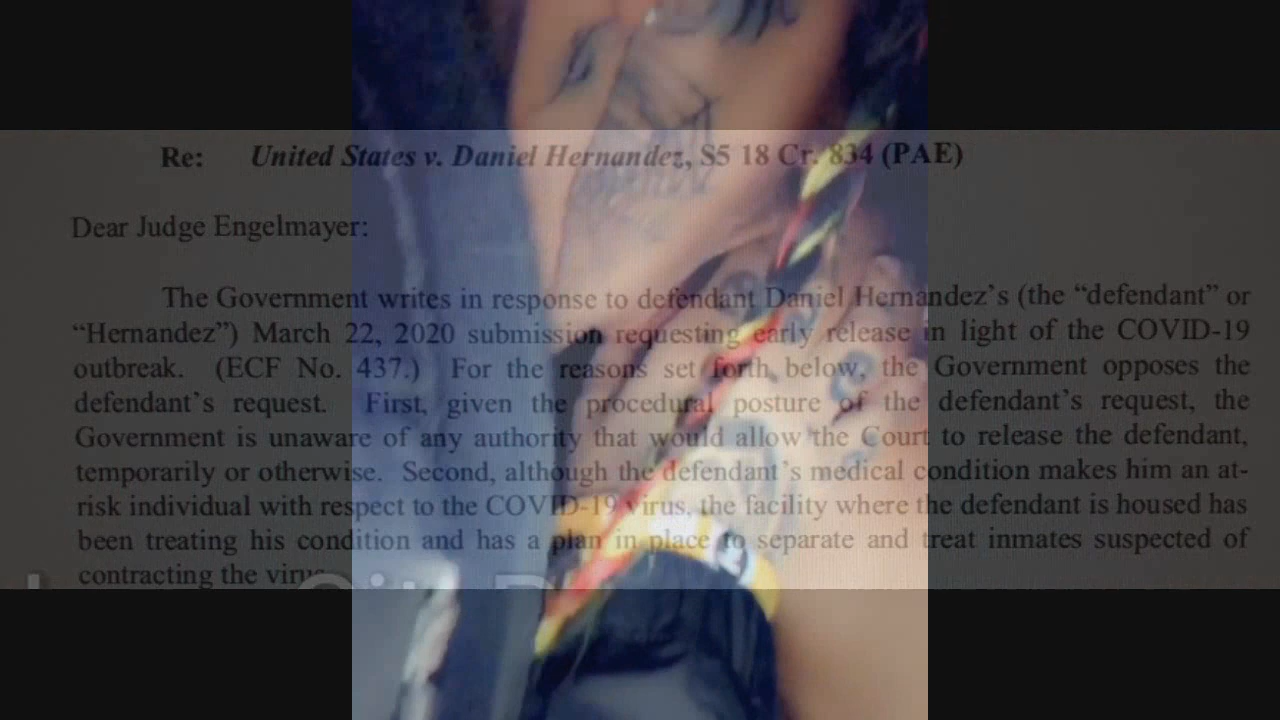 Re: United States v. Daniel Hernandez, S5 18 Cr. 834 (PAE)
Dear Judge Engelmayer:
The Government writes in response to defendant Daniel Hernandez's (the "defendant" or
"Hernandez") March 22, 2020 submission requesting early release in light of the COVID-19
outbreak. (ECF No. 437.) For the reasons set forth below, the Government opposes the
defendant's request. First, given the procedural posture of the defendant's request, the
Government is unaware of any authority that would allow the Court to release the defendant,
temporarily or otherwise. Second, although the defendant's medical condition makes him an at-
risk individual with respect to the COVID-19 virus, the facility where the defendant is housed has
been treating his condition and has a plan in place to separate and treat inmates suspected of
contracting the virus